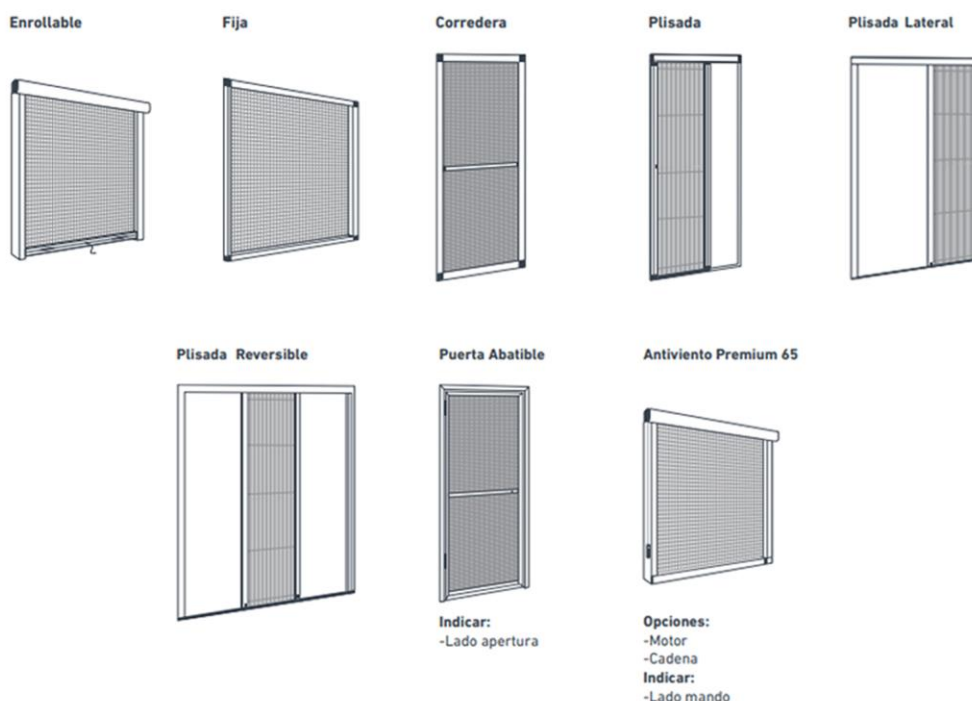 Enrollable
Fija
Corredera
Plisada
Plisada Lateral
Plisada Reversible
Puerta Abatible
Antiviento Premium 65
Indicar:
-Lado apertura
Opciones:
-Motor
-Cadena
Indicar:
-Lado mando